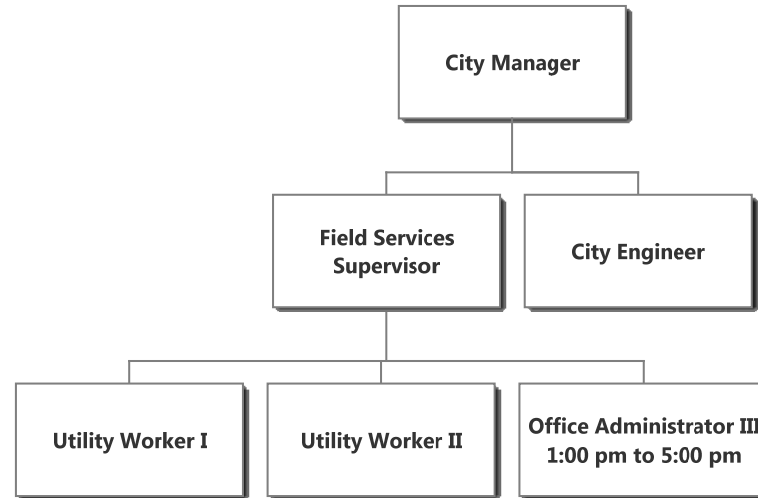 City Manager
Field Services
Supervisor
City Engineer
Utility Worker I
Utility Worker II
Office Administrator III
1:00 pm to 5:00 pm